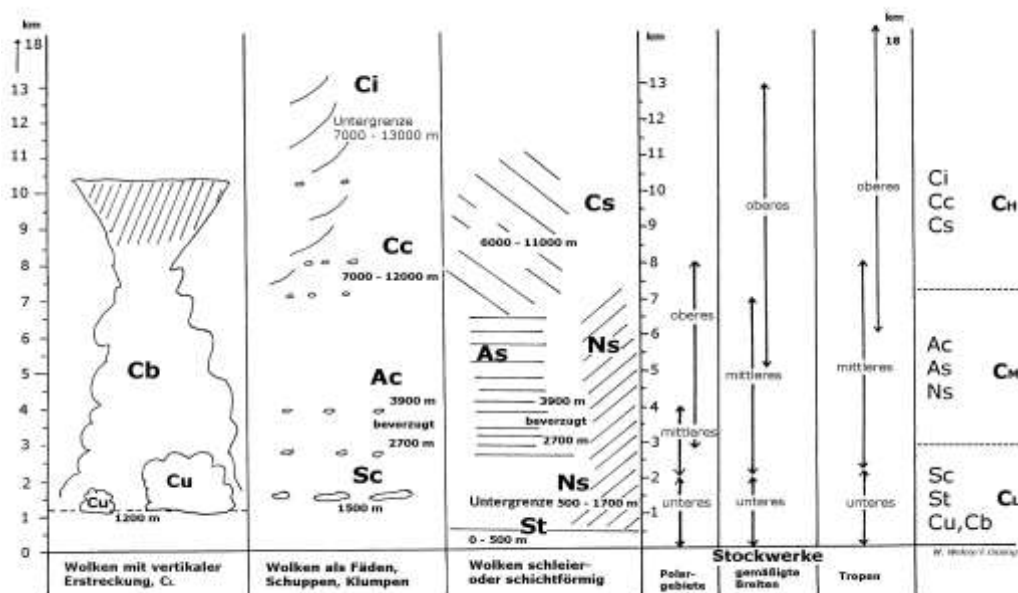 km
18
13
12
11
10
9
8
7
6
5
4
3
2
1
0
Cb
Cu
Cu
1200 m
Wolken mit vertikaler
Erstreckung, CL
Ci
Untergrenze
7000 - 13000 m
Cc
7000 - 12000 m
Ac
3900 m
bevorzugt
2700 m
Sc
1500 m
Wolken als Fäden,
Schuppen, Klumpen
Cs
6000 - 11000 m
As
Ns
3900 m
bevorzugt
2700 m
Ns
Untergrenze 500 - 1700 m
St
0 - 500 m
Wolken schleier-
oder schichtförmig
km
13
12
11
10
9
8
7
6
5
4
3
2
1
Stockwerke
oberes
mittleres
unteres
Polar-
gebiete
oberes
mittleres
unteres
gemäßigte
Breiten
km
18
oberes
mittleres
unteres
Tropen
Ci
Cc
Cs
CH
Ac
As
Ns
CM
Sc
St
Cu,Cb
CL